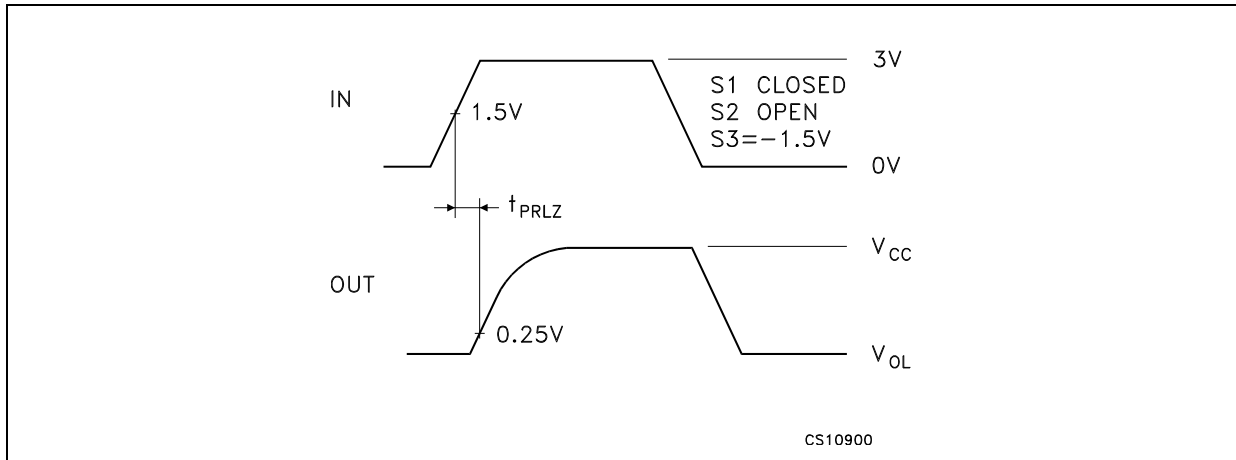 3V
IN
S1 CLOSED
S2 OPEN
S3=-1.5V
1.5V
0V
tPRLZ
VCC
OUT
0.25V
VOL
CS10900